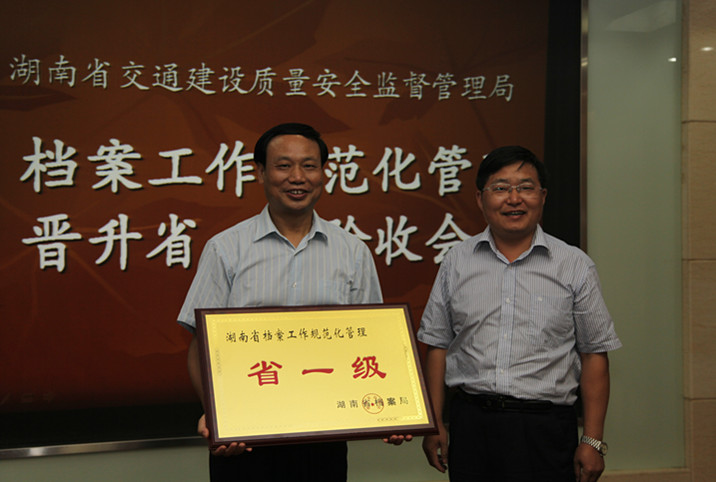 湖南省交通建设质量安全监督管理局
档案工作 范化管
晋升省 收会
湖南省档案工作规范化管理
省一级
湖南省档案局